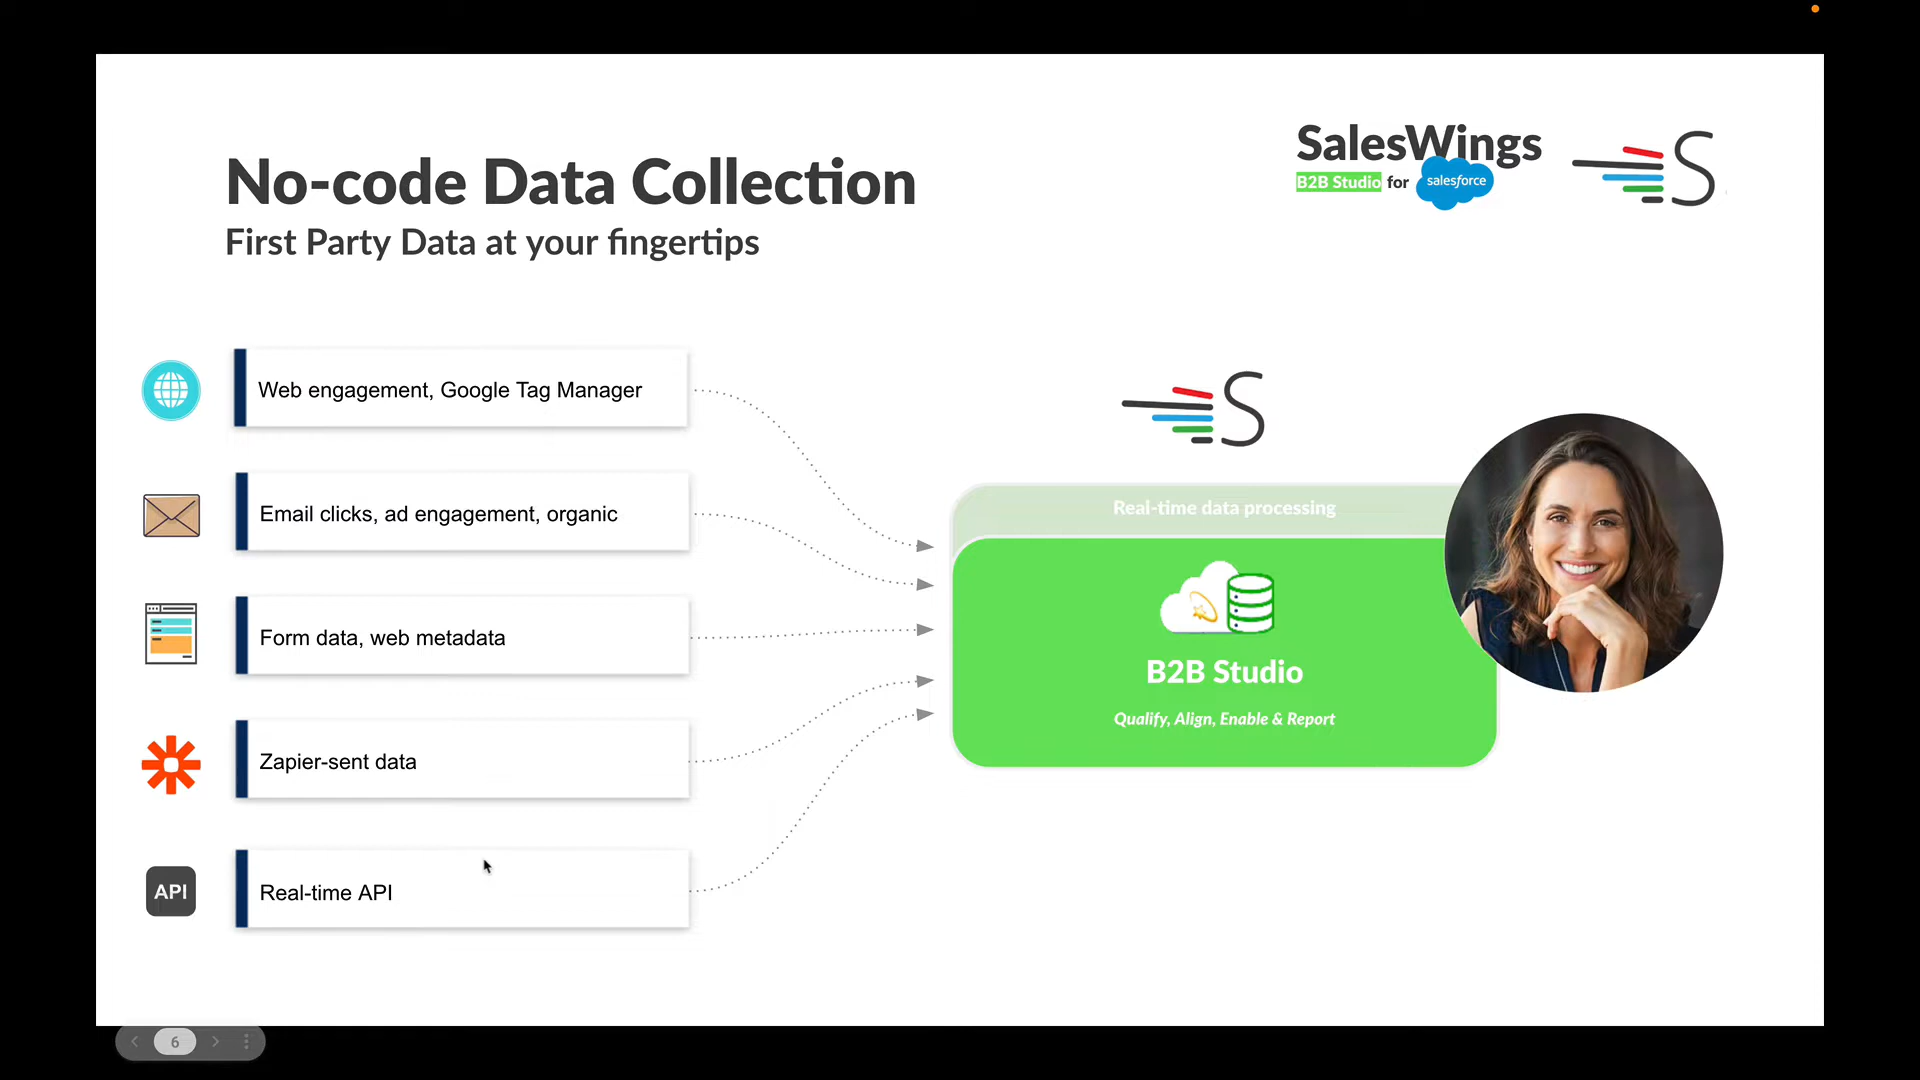 No-code Data Collection
First Party Data at your fingertips
SalesWings
B2B Studio for salesforce
S
Web engagement, Google Tag Manager
Email clicks, ad engagement, organic
Form data, web metadata
Zapier-sent data
API
Real-time API
S
Real-time data processing
B2B Studio
Qualify, Align, Enable & Report
6